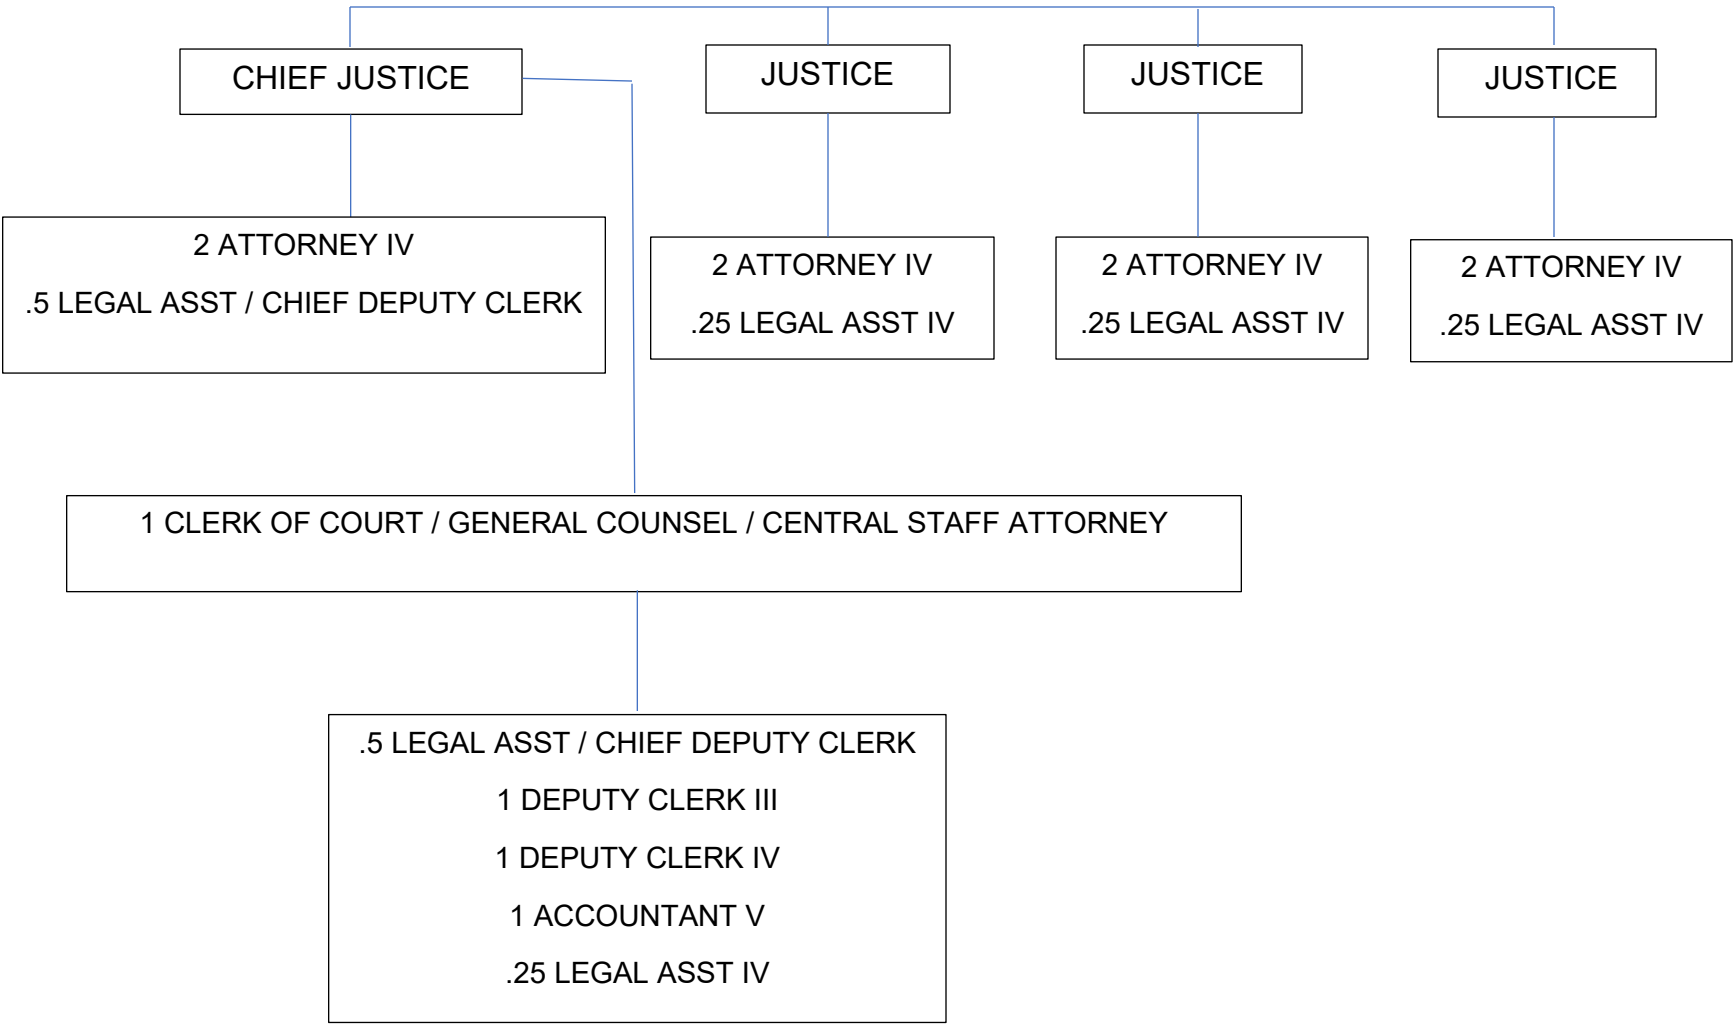 CHIEF JUSTICE
JUSTICE
JUSTICE
JUSTICE
2 ATTORNEY IV
.5 LEGAL ASST / CHIEF DEPUTY CLERK
2 ATTORNEY IV
.25 LEGAL ASST IV
2 ATTORNEY IV
.25 LEGAL ASST IV
2 ATTORNEY IV
.25 LEGAL ASST IV
1 CLERK OF COURT / GENERAL COUNSEL / CENTRAL STAFF ATTORNEY
.5 LEGAL ASST / CHIEF DEPUTY CLERK
1 DEPUTY CLERK III
1 DEPUTY CLERK IV
1 ACCOUNTANT V
.25 LEGAL ASST IV